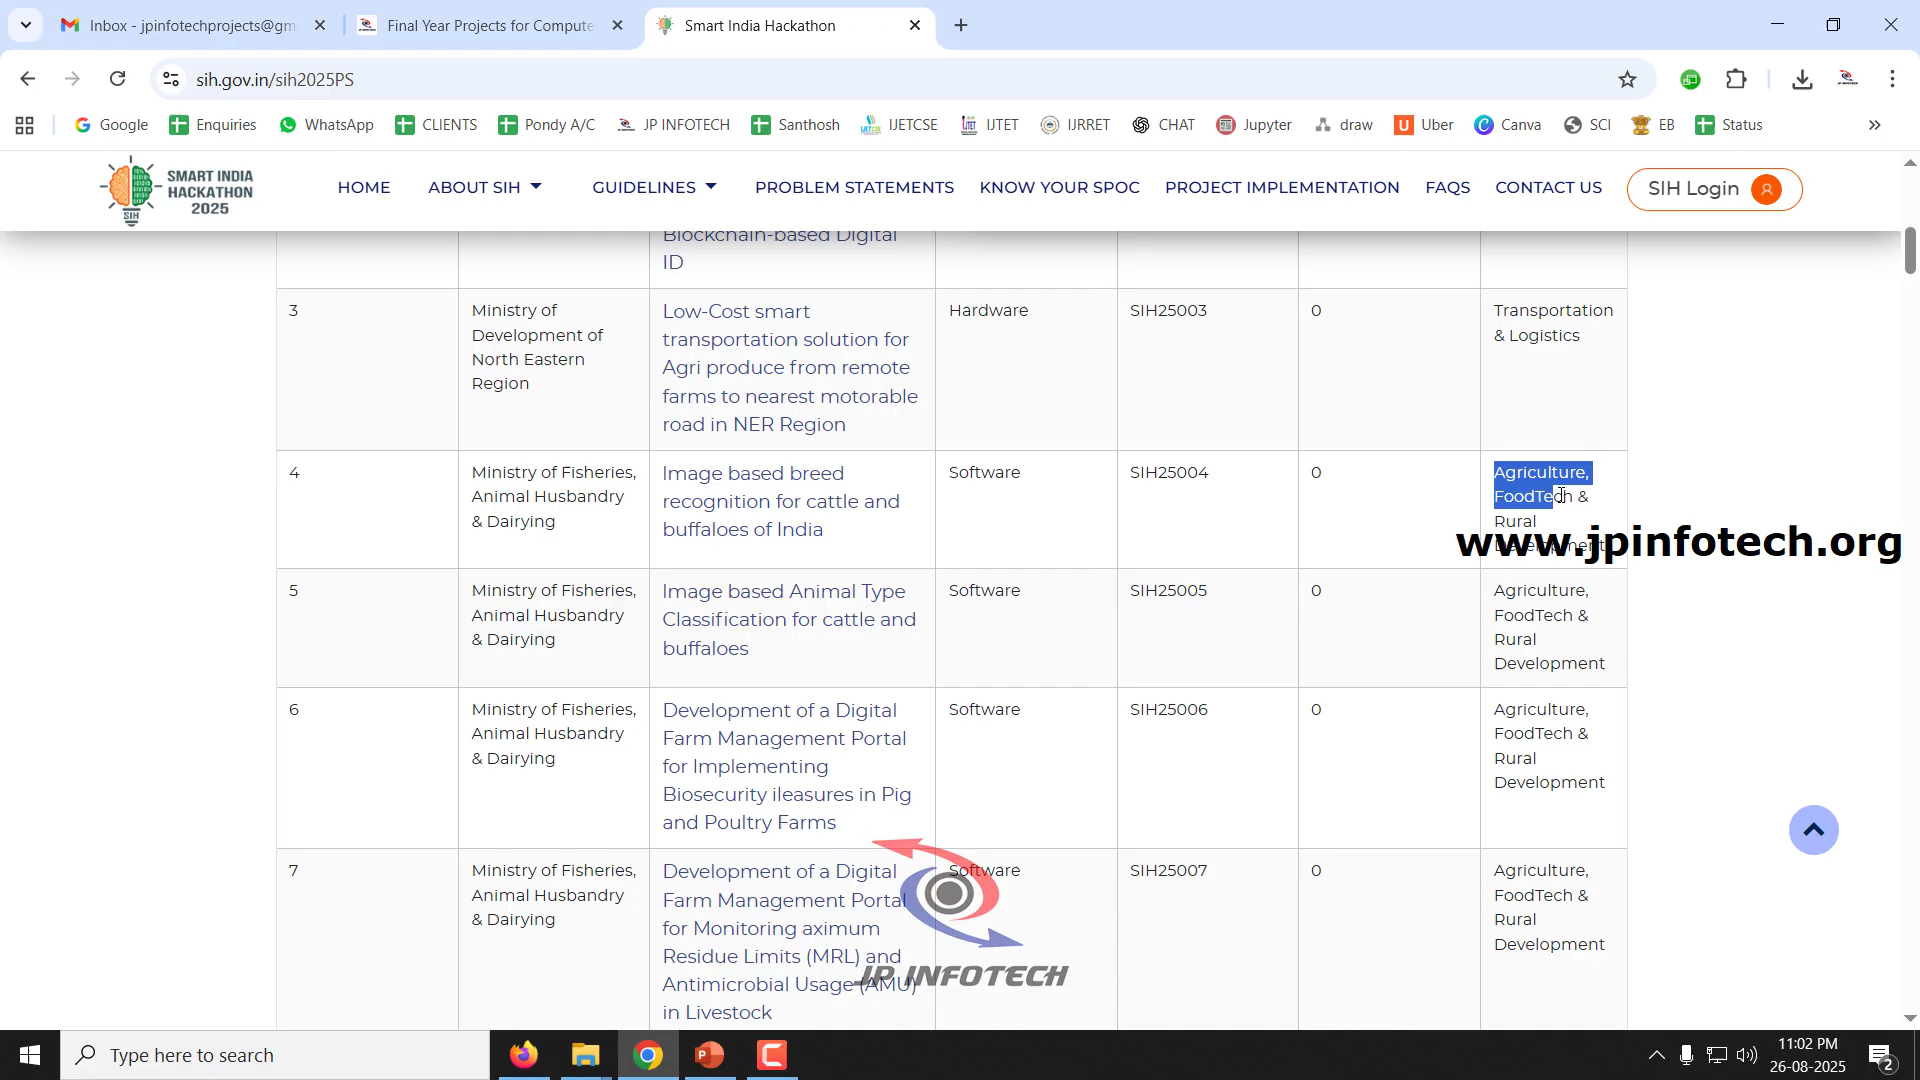 Inbox - jpinfotechprojects@gm
Final Year Projects for Compute
Smart India Hackathon
sih.gov.in/sih2025PS
Google
Enquiries
WhatsApp
CLIENTS
Pondy A/C
JP INFOTECH
Santhosh
IJETCSE
IJTET
IJRRET
CHAT
Jupyter
draw
Uber
Canva
SCI
EB
Status
SMART INDIA
HACKATHON
2025
SIH
HOME
ABOUT SIH
GUIDELINES
PROBLEM STATEMENTS
KNOW YOUR SPOC
PROJECT IMPLEMENTATION
FAQS
CONTACT US
SIH Login
Blockchain-based Digital
ID
3
Ministry of
Development of
North Eastern
Region
Low-Cost smart
transportation solution for
Agri produce from remote
farms to nearest motorable
road in NER Region
Hardware
SIH25003
0
Transportation
& Logistics
4
Ministry of Fisheries,
Animal Husbandry
& Dairying
Image based breed
recognition for cattle and
buffaloes of India
Software
SIH25004
0
Agriculture,
FoodTech &
Rural
Development
www.jpinfotech.org
5
Ministry of Fisheries,
Animal Husbandry
& Dairying
Image based Animal Type
Classification for cattle and
buffaloes
Software
SIH25005
0
Agriculture,
FoodTech &
Rural
Development
6
Ministry of Fisheries,
Animal Husbandry
& Dairying
Development of a Digital
Farm Management Portal
for Implementing
Biosecurity ileasures in Pig
and Poultry Farms
Software
SIH25006
0
Agriculture,
FoodTech &
Rural
Development
7
Ministry of Fisheries,
Animal Husbandry
& Dairying
Development of a Digital
Farm Management Portal
for Monitoring aximum
Residue Limits (MRL) and
Antimicrobial Usage (AMU)
in Livestock
Software
SIH25007
0
Agriculture,
FoodTech &
Rural
Development
JP INFOTECH
Type here to search
11:02 PM
26-08-2025
2